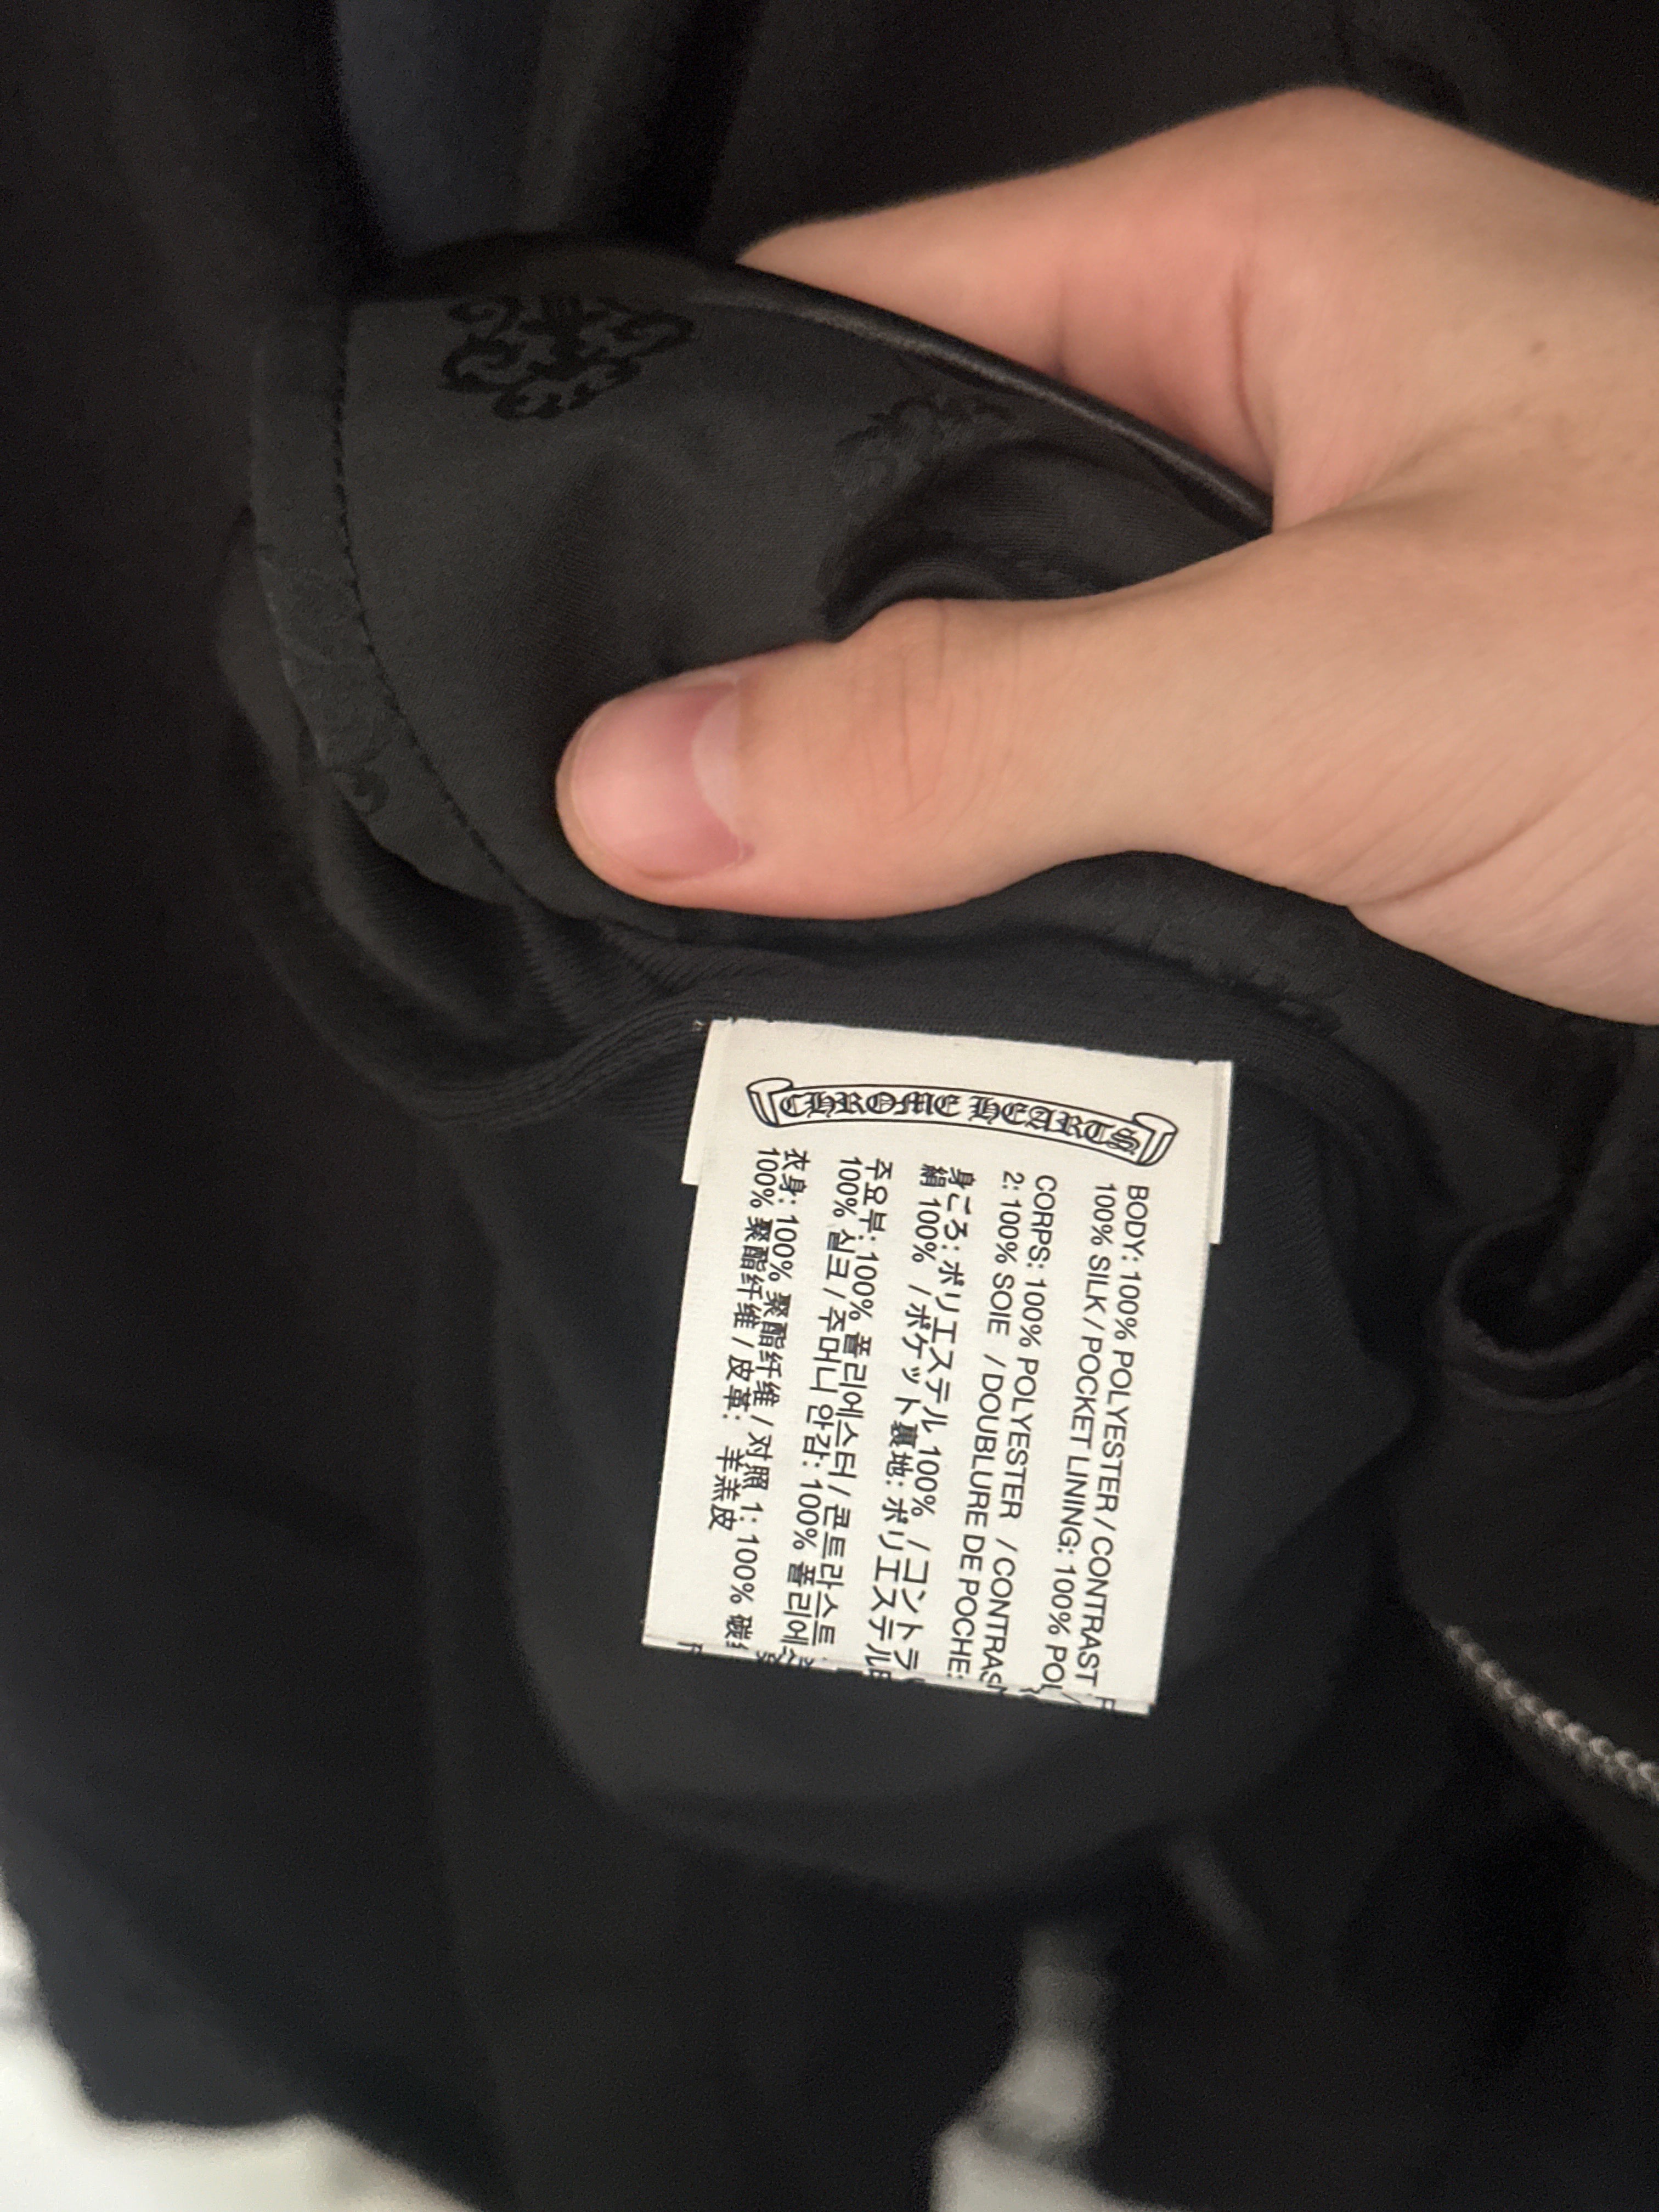 CHROME HEARTS
BODY: 100% POLYESTER / CONTRAST
100% SILK / POCKET LINING: 100% POL
CORPS: 100% POLYESTER / CONTRAS
2: 100% SOIE / DOUBLURE DE POCHE:
身ごろ: ポリエステル 100% / コントラ
絹 100% / ポケット裏地: ポリエステル
주요부: 100% 폴리에스터 / 콘트라스트
100% 실크 / 주머니 안감: 100% 폴리에
衣身: 100% 聚酯纤维 / 对照 1: 100% 碳
100% 聚酯纤维 / 皮革: 羊羔皮